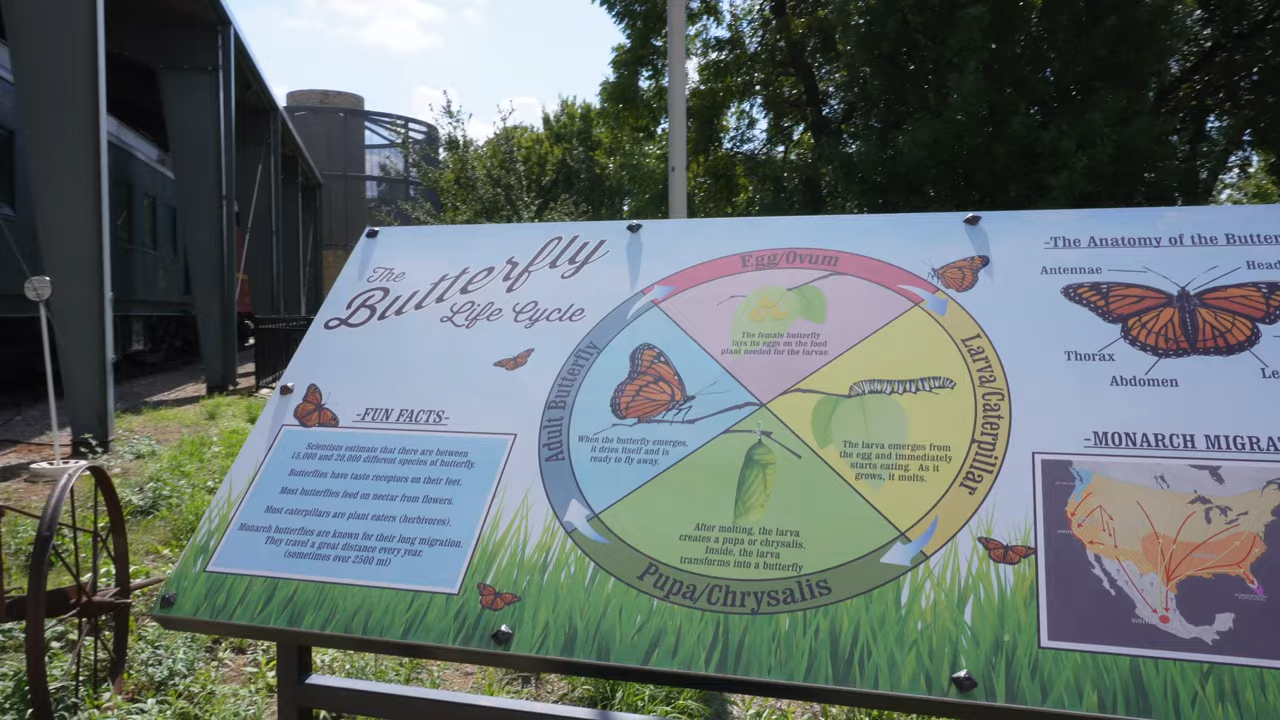 The
Butterfly
Life Cycle
-FUN FACTS-
Scientists estimate that there are between
15,000 and 20,000 different species of butterfly.
Butterflies have taste receptors on their feet.
Most butterflies feed on nectar from flowers.
Most caterpillars are plant eaters (herbivores).
Monarch butterflies are known for their long migration.
They travel a great distance every year.
(sometimes over 2500 mi)
Egg/Ovum
The female butterfly
lays its eggs on the food
plant needed for the larvae.
Larva/Caterpillar
The larva emerges from
the egg and immediately
starts eating. As it
grows, it molts.
Pupa/Chrysalis
After molting, the larva
creates a pupa or chrysalis.
Inside, the larva
transforms into a butterfly
Adult Butterfly
When the butterfly emerges,
it dries itself and is
ready to fly away.
-The Anatomy of the Butter
Antennae
Head
Thorax
Abdomen
Le
-MONARCH MIGRA